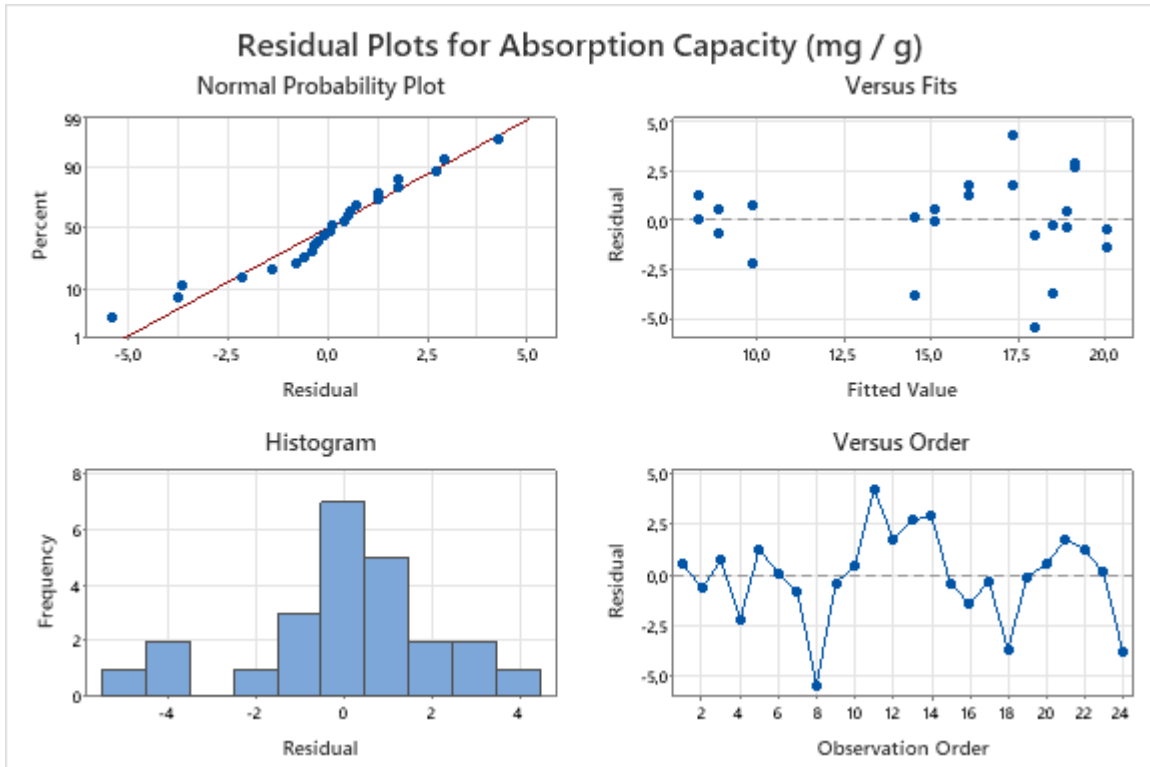 Residual Plots for Absorption Capacity (mg / g)
Normal Probability Plot
99
90
50
10
1
Percent
-5,0 -2,5 0,0 2,5 5,0
Residual
Versus Fits
5,0
2,5
0,0
-2,5
-5,0
Residual
10,0 12,5 15,0 17,5 20,0
Fitted Value
Histogram
8
6
4
2
0
Frequency
-4 -2 0 2 4
Residual
Versus Order
5,0
2,5
0,0
-2,5
-5,0
Residual
2 4 6 8 10 12 14 16 18 20 22 24
Observation Order